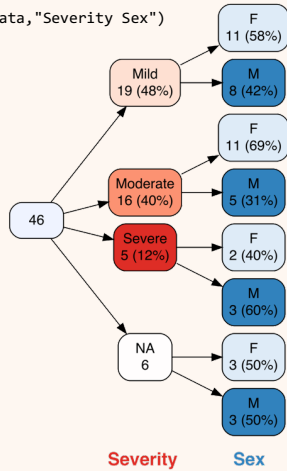 ata,"Severity Sex")
F
11 (58%)
Mild
19 (48%)
M
8 (42%)
F
11 (69%)
Moderate
16 (40%)
M
5 (31%)
46
Severe
5 (12%)
F
2 (40%)
M
3 (60%)
NA
6
F
3 (50%)
M
3 (50%)
Severity
Sex